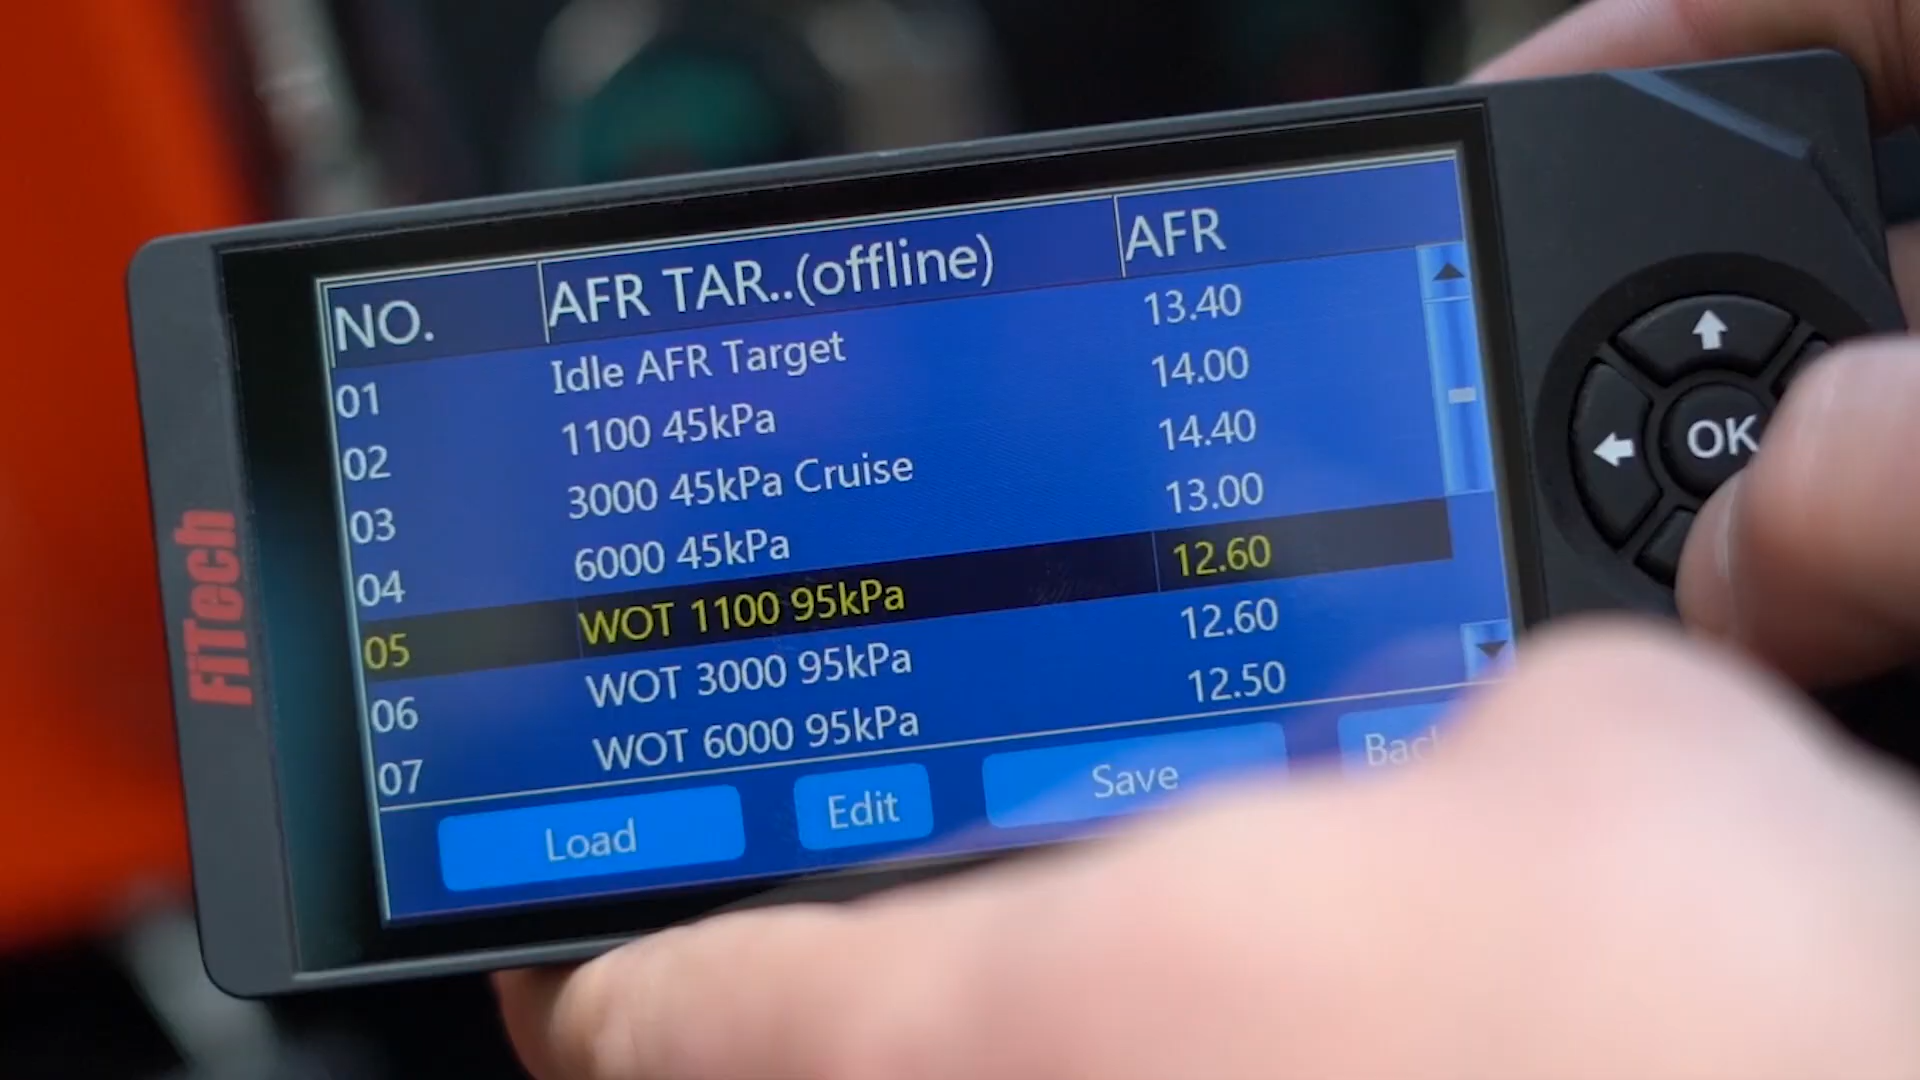 NO. AFR TAR..(offline) AFR
01 Idle AFR Target 13.40
02 1100 45kPa 14.00
03 3000 45kPa Cruise 14.40
04 6000 45kPa 13.00
05 WOT 1100 95kPa 12.60
06 WOT 3000 95kPa 12.60
07 WOT 6000 95kPa 12.50
Load Edit Save Back
OK
FiTech